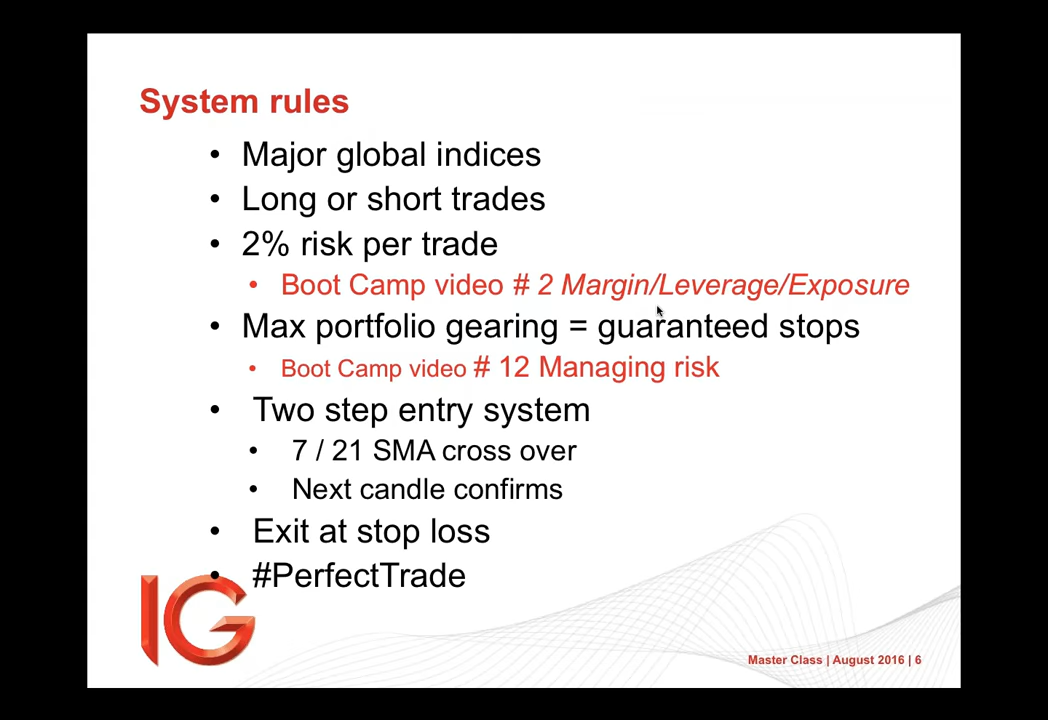 System rules
• Major global indices
• Long or short trades
• 2% risk per trade
• Boot Camp video # 2 Margin/Leverage/Exposure
• Max portfolio gearing = guaranteed stops
• Boot Camp video # 12 Managing risk
• Two step entry system
• 7 / 21 SMA cross over
• Next candle confirms
• Exit at stop loss
• #PerfectTrade
IG
Master Class | August 2016 | 6